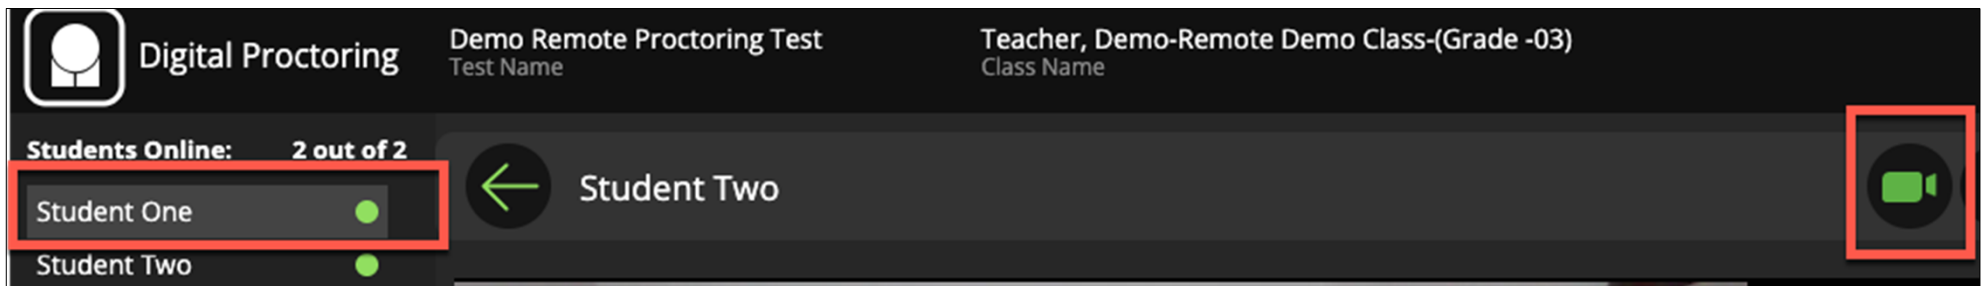 Digital Proctoring
Demo Remote Proctoring Test
Test Name
Teacher, Demo-Remote Demo Class-(Grade -03)
Class Name
Students Online: 2 out of 2
Student One
Student Two
Student Two